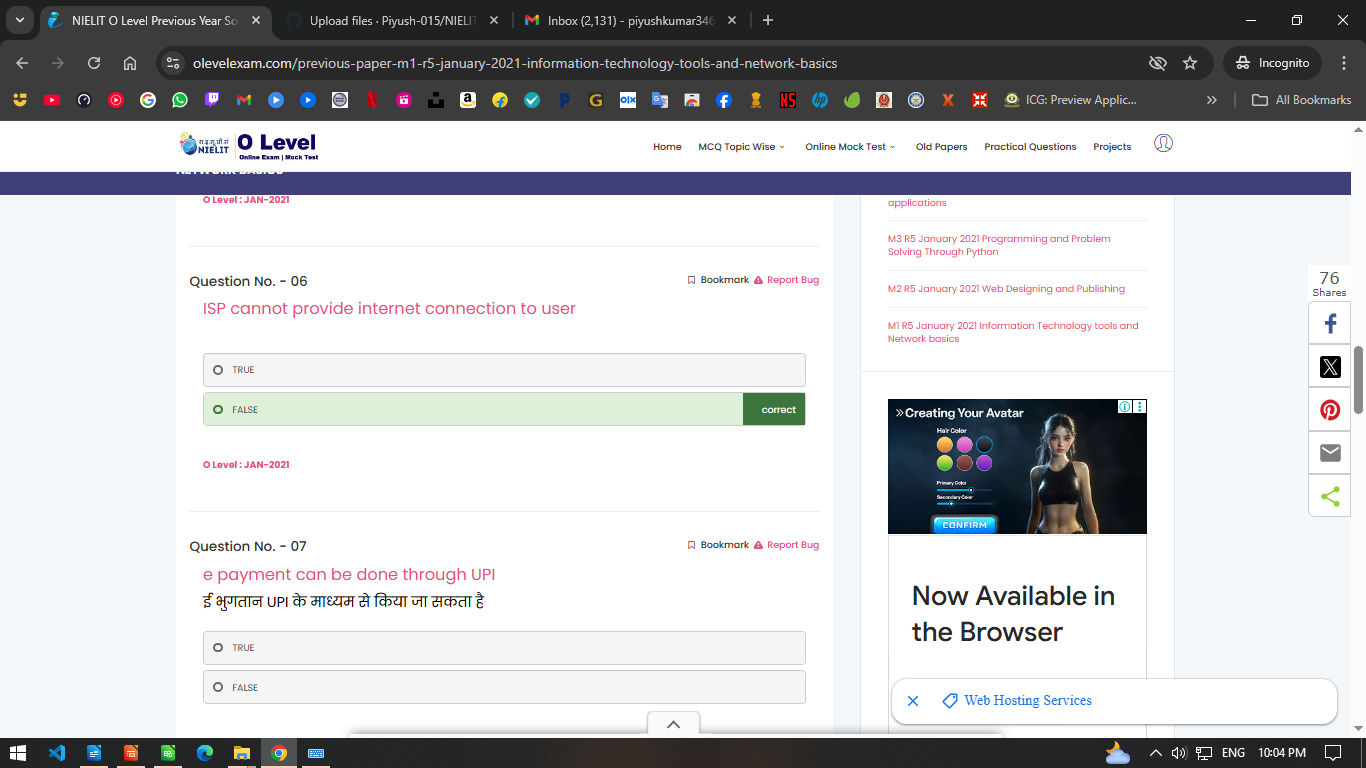 NIELIT O Level Previous Year So
Upload files · Piyush-015/NIELIT
Inbox (2,131) - piyushkumar346
olevelexam.com/previous-paper-m1-r5-january-2021-information-technology-tools-and-network-basics
Incognito
ICG: Preview Applic...
All Bookmarks
NIELIT
O Level
Online Exam | Mock Test
Home
MCQ Topic Wise
Online Mock Test
Old Papers
Practical Questions
Projects
NETWORK BASICS
O Level : JAN-2021
Question No. - 06
Bookmark
Report Bug
ISP cannot provide internet connection to user
TRUE
FALSE
correct
O Level : JAN-2021
Question No. - 07
Bookmark
Report Bug
e payment can be done through UPI
ई भुगतान UPI के माध्यम से किया जा सकता है
TRUE
FALSE
applications
M3 R5 January 2021 Programming and Problem
Solving Through Python
M2 R5 January 2021 Web Designing and Publishing
M1 R5 January 2021 Information Technology tools and
Network basics
Creating Your Avatar
Hair Color
Primary Color
Secondary Color
CONFIRM
Now Available in
the Browser
Web Hosting Services
76
Shares
ENG
10:04 PM